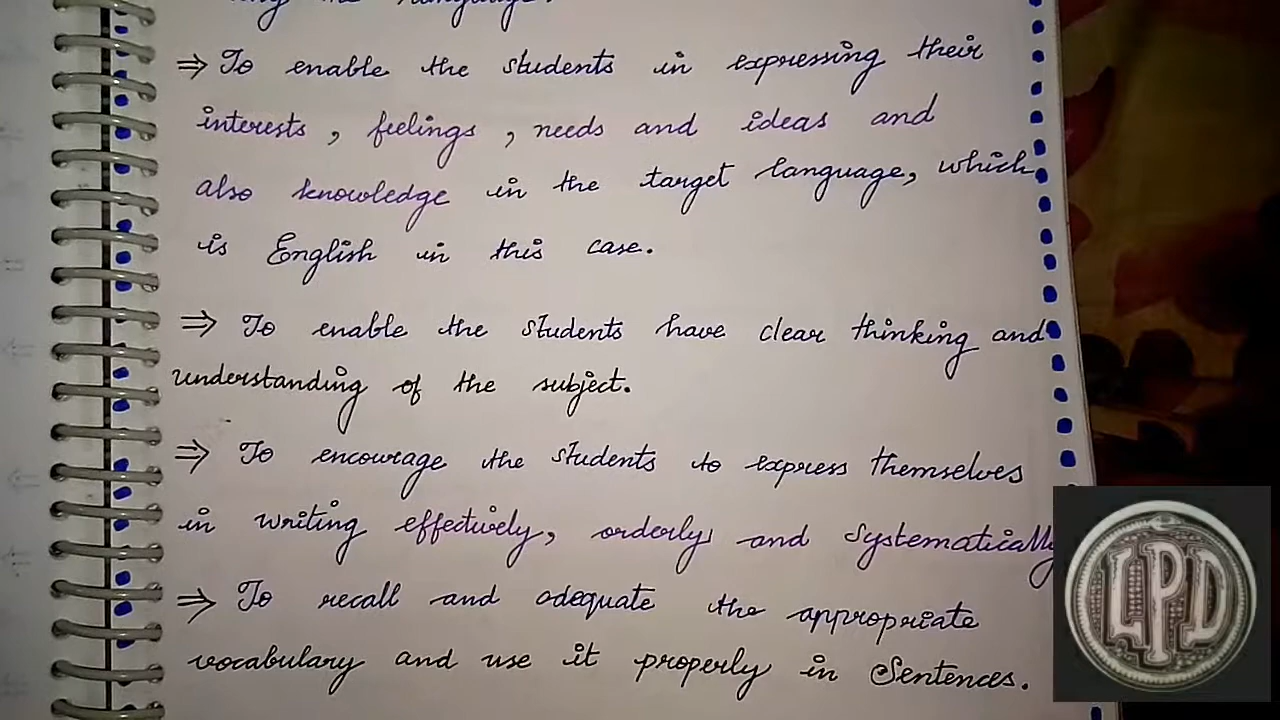 the language.
⇒ To enable the students in expressing their
interests, feelings, needs and ideas and
also knowledge in the target language, which
is English in this case.
⇒ To enable the students have clear thinking and
understanding of the subject.
⇒ To encourage the students to express themselves
in writing effectively, orderly and systematically
⇒ To recall and adequate the appropriate
vocabulary and use it properly in Sentences.
LPD